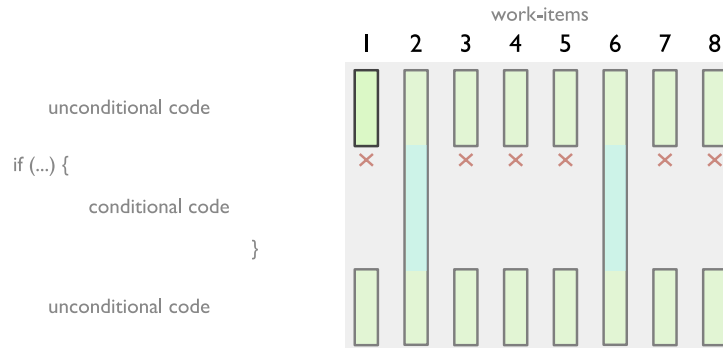 work-items
1 2 3 4 5 6 7 8
unconditional code
if (...) {
conditional code
}
unconditional code